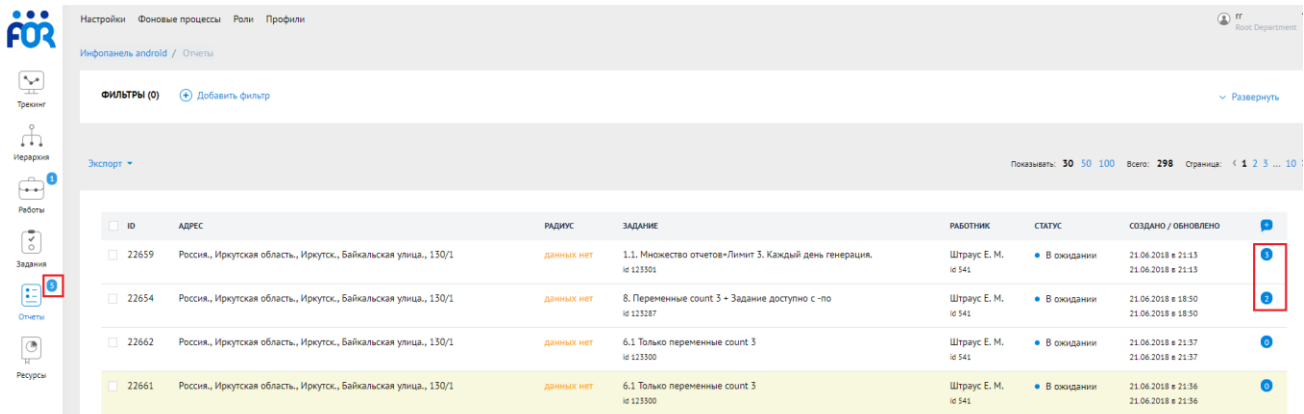 FOR
Настройки Фоновые процессы Роли Профили
rr
Root Department
Инфопанель android / Отчеты
Трекинг
ФИЛЬТРЫ (0) + Добавить фильтр
Развернуть
Иерархия
Экспорт
Показывать: 30 50 100 Всего: 298 Страница: < 1 2 3 ... 10 >
1
Работы
ID АДРЕС РАДИУС ЗАДАНИЕ РАБОТНИК СТАТУС СОЗДАНО / ОБНОВЛЕНО +
Задания
22659 Россия., Иркутская область., Иркутск., Байкальская улица., 130/1 данных нет 1.1. Множество отчетов+Лимит 3. Каждый день генерация. Штраус Е. М. В ожидании 21.06.2018 в 21:13 3
id 123301 id 541 21.06.2018 в 21:13
5
Отчеты
22654 Россия., Иркутская область., Иркутск., Байкальская улица., 130/1 данных нет 8. Переменные count 3 + Задание доступно с -по Штраус Е. М. В ожидании 21.06.2018 в 18:50 2
id 123287 id 541 21.06.2018 в 18:50
Ресурсы
22662 Россия., Иркутская область., Иркутск., Байкальская улица., 130/1 данных нет 6.1 Только переменные count 3 Штраус Е. М. В ожидании 21.06.2018 в 21:37 0
id 123300 id 541 21.06.2018 в 21:37
22661 Россия., Иркутская область., Иркутск., Байкальская улица., 130/1 данных нет 6.1 Только переменные count 3 Штраус Е. М. В ожидании 21.06.2018 в 21:36 0
id 123300 id 541 21.06.2018 в 21:36